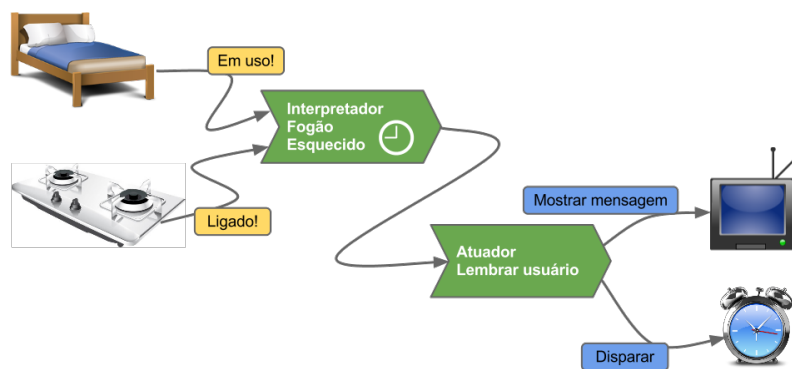 Em uso!
Interpretador
Fogão
Esquecido
Ligado!
Mostrar mensagem
Atuador
Lembrar usuário
Disparar